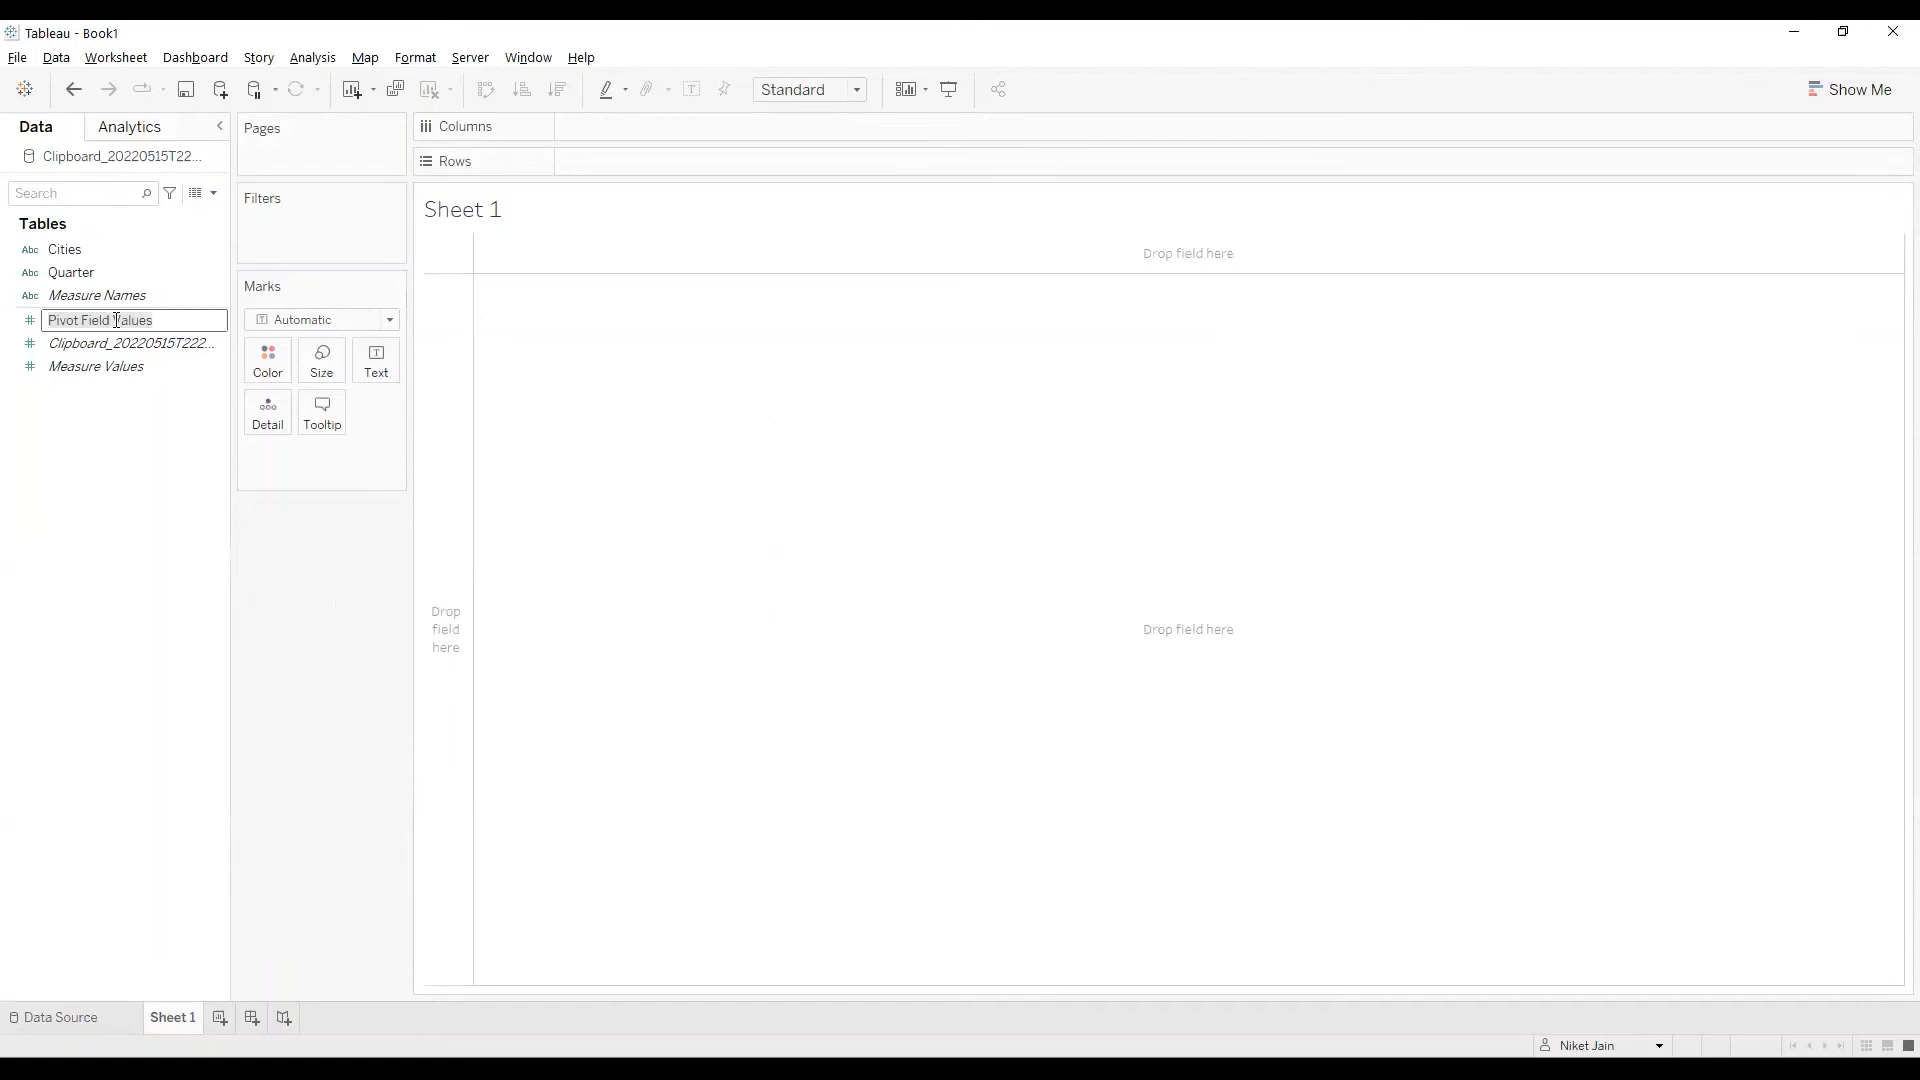 Tableau - Book1
File Data Worksheet Dashboard Story Analysis Map Format Server Window Help
Standard
Show Me
Data Analytics
Clipboard_20220515T22...
Search
Tables
Abc Cities
Abc Quarter
Abc Measure Names
# Pivot Field Values
# Clipboard_20220515T222...
# Measure Values
Pages
Filters
Marks
T Automatic
Color Size Text
Detail Tooltip
Columns
Rows
Sheet 1
Drop field here
Drop
field
here
Drop field here
Data Source Sheet 1
Niket Jain